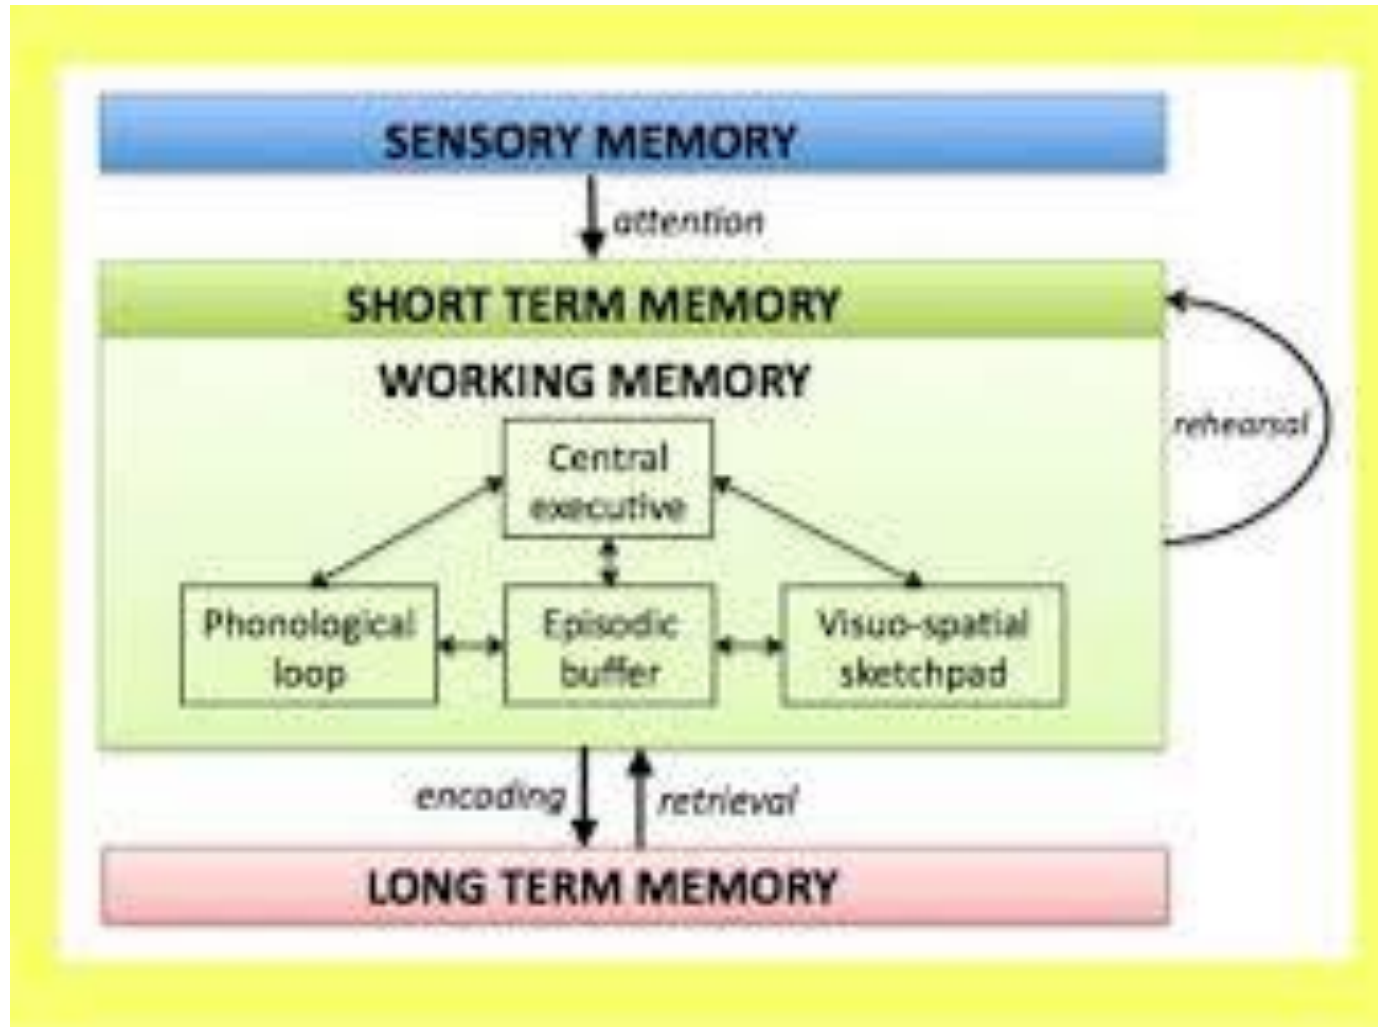 SENSORY MEMORY
attention
SHORT TERM MEMORY
WORKING MEMORY
rehearsal
Central
executive
Phonological
loop
Episodic
buffer
Visuo-spatial
sketchpad
encoding
retrieval
LONG TERM MEMORY